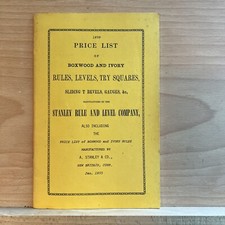 1870
PRICE LIST
OF
BOXWOOD AND IVORY
RULES, LEVELS, TRY SQUARES,
SLIDING T BEVELS, GAUGES, &c,
MANUFACTURED BY THE
STANLEY RULE AND LEVEL COMPANY,
ALSO INCLUDING
THE
PRICE LIST of BOXWOOD and IVORY RULES
MANUFACTURED BY
A. STANLEY & CO.,
NEW BRITAIN, CONN.